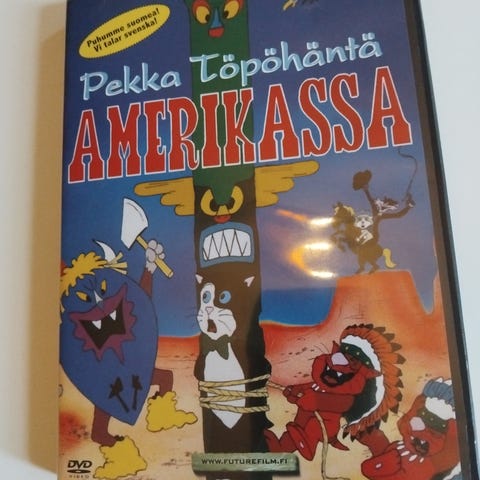 Puhumme suomea!
Vi talar svenska!
Pekka Töpöhäntä
AMERIKASSA
DVD
VIDEO
WWW.FUTUREFILM.FI